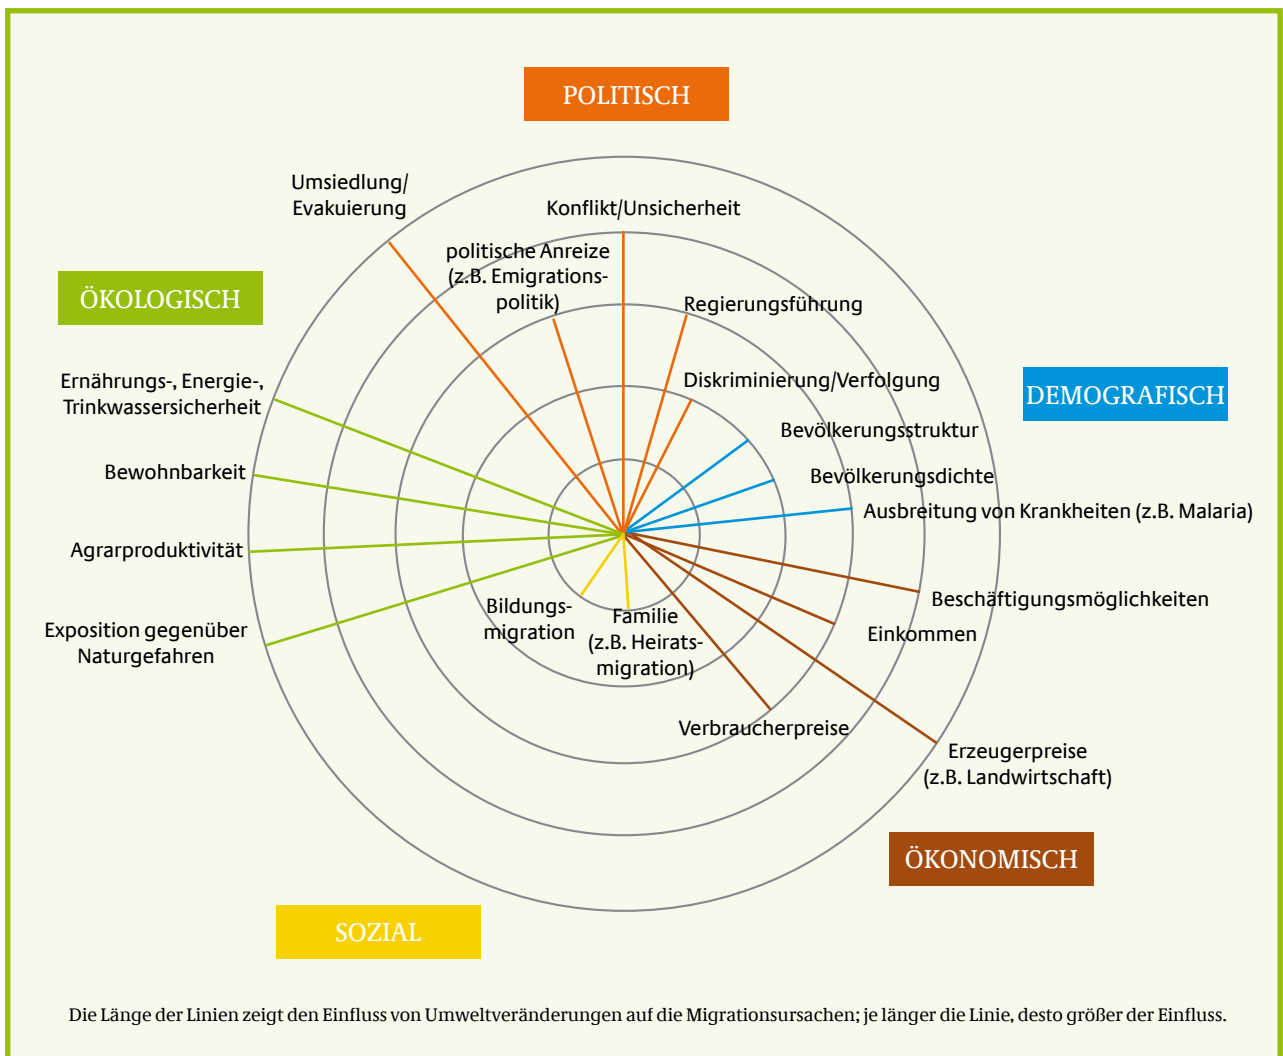 POLITISCH
Umsiedlung/
Evakuierung
Konflikt/Unsicherheit
politische Anreize
(z.B. Emigrations-
politik)
Regierungsführung
Diskriminierung/Verfolgung
ÖKOLOGISCH
Ernährungs-, Energie-,
Trinkwassersicherheit
Bewohnbarkeit
Agrarproduktivität
Exposition gegenüber
Naturgefahren
DEMOGRAFISCH
Bevölkerungsstruktur
Bevölkerungsdichte
Ausbreitung von Krankheiten (z.B. Malaria)
Beschäftigungsmöglichkeiten
Einkommen
Erzeugerpreise
(z.B. Landwirtschaft)
Verbraucherpreise
ÖKONOMISCH
Bildungs-
migration
Familie
(z.B. Heirats-
migration)
SOZIAL
Die Länge der Linien zeigt den Einfluss von Umweltveränderungen auf die Migrationsursachen; je länger die Linie, desto größer der Einfluss.